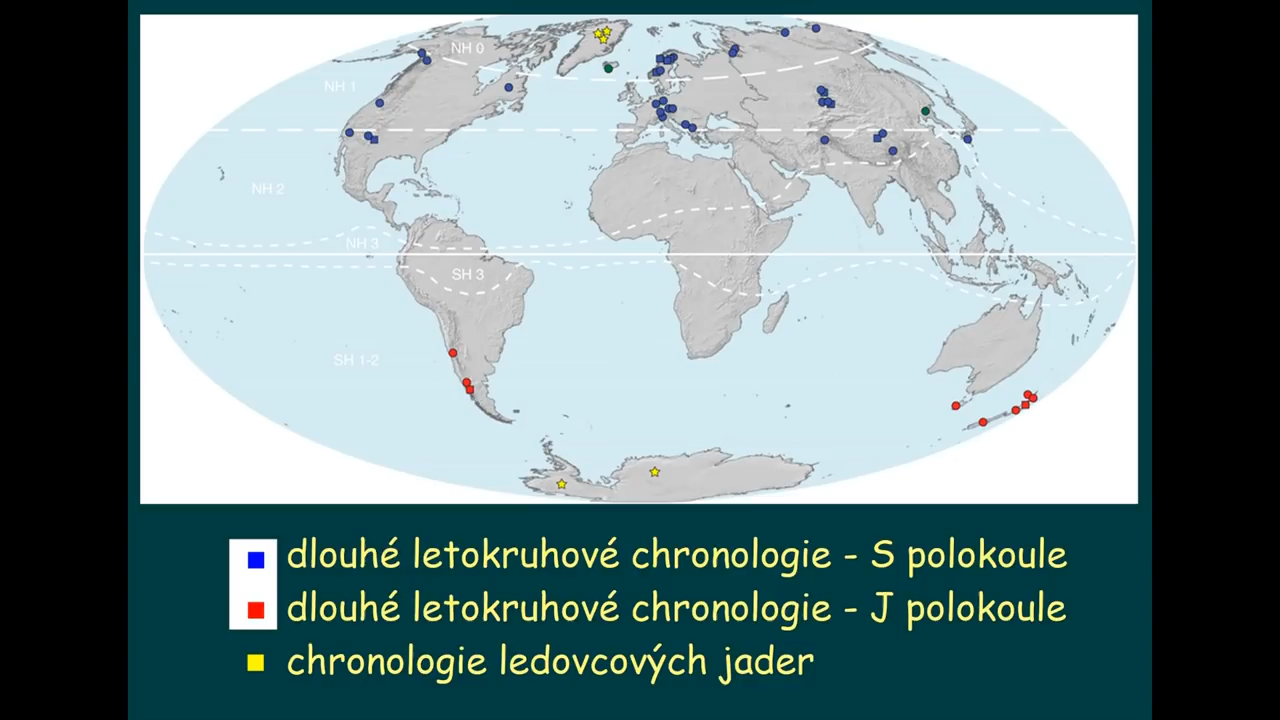 NH 0
NH 1
NH 2
NH 3
SH 3
SH 1-2
dlouhé letokruhové chronologie - S polokoule
dlouhé letokruhové chronologie - J polokoule
chronologie ledovcových jader